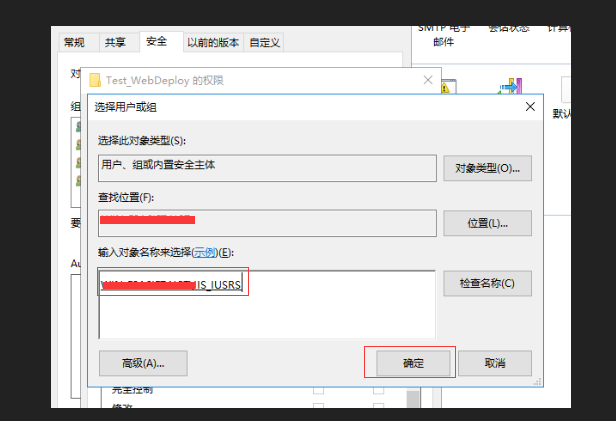 SMTP 电子
邮件
会话状态
常规
共享
安全
以前的版本
自定义
对
Test_WebDeploy 的权限
组
选择用户或组
默认
选择此对象类型(S):
用户、组或内置安全主体
对象类型(O)...
查找位置(F):
要
位置(L)...
输入对象名称来选择(示例)(E):
Au
IIS_IUSRS
检查名称(C)
高级(A)...
确定
取消
完全控制
修改